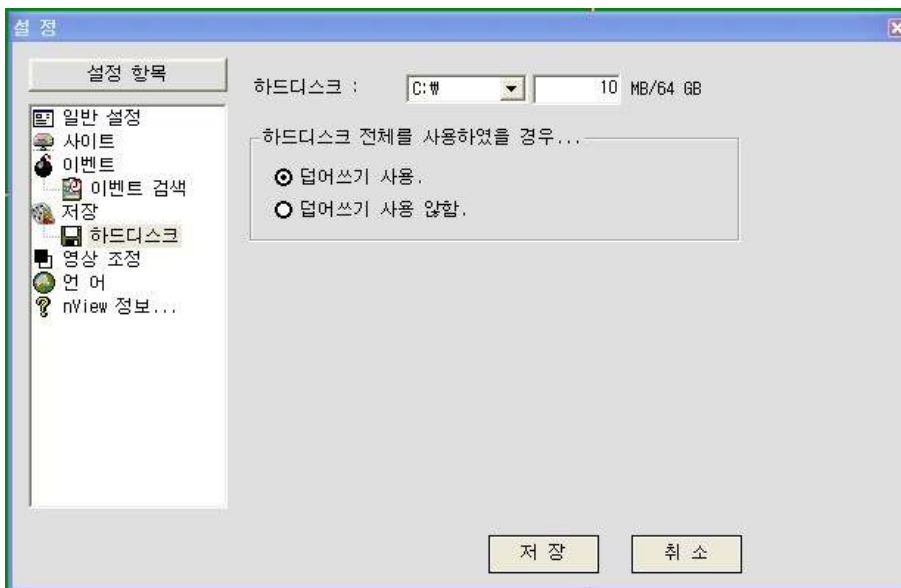 설 정
설정 항목
일반 설정
사이트
이벤트
이벤트 검색
저장
하드디스크
영상 조정
언 어
nView 정보...
하드디스크 : C:₩ 10 MB/64 GB
하드디스크 전체를 사용하였을 경우...
덮어쓰기 사용.
덮어쓰기 사용 않함.
저 장 취 소